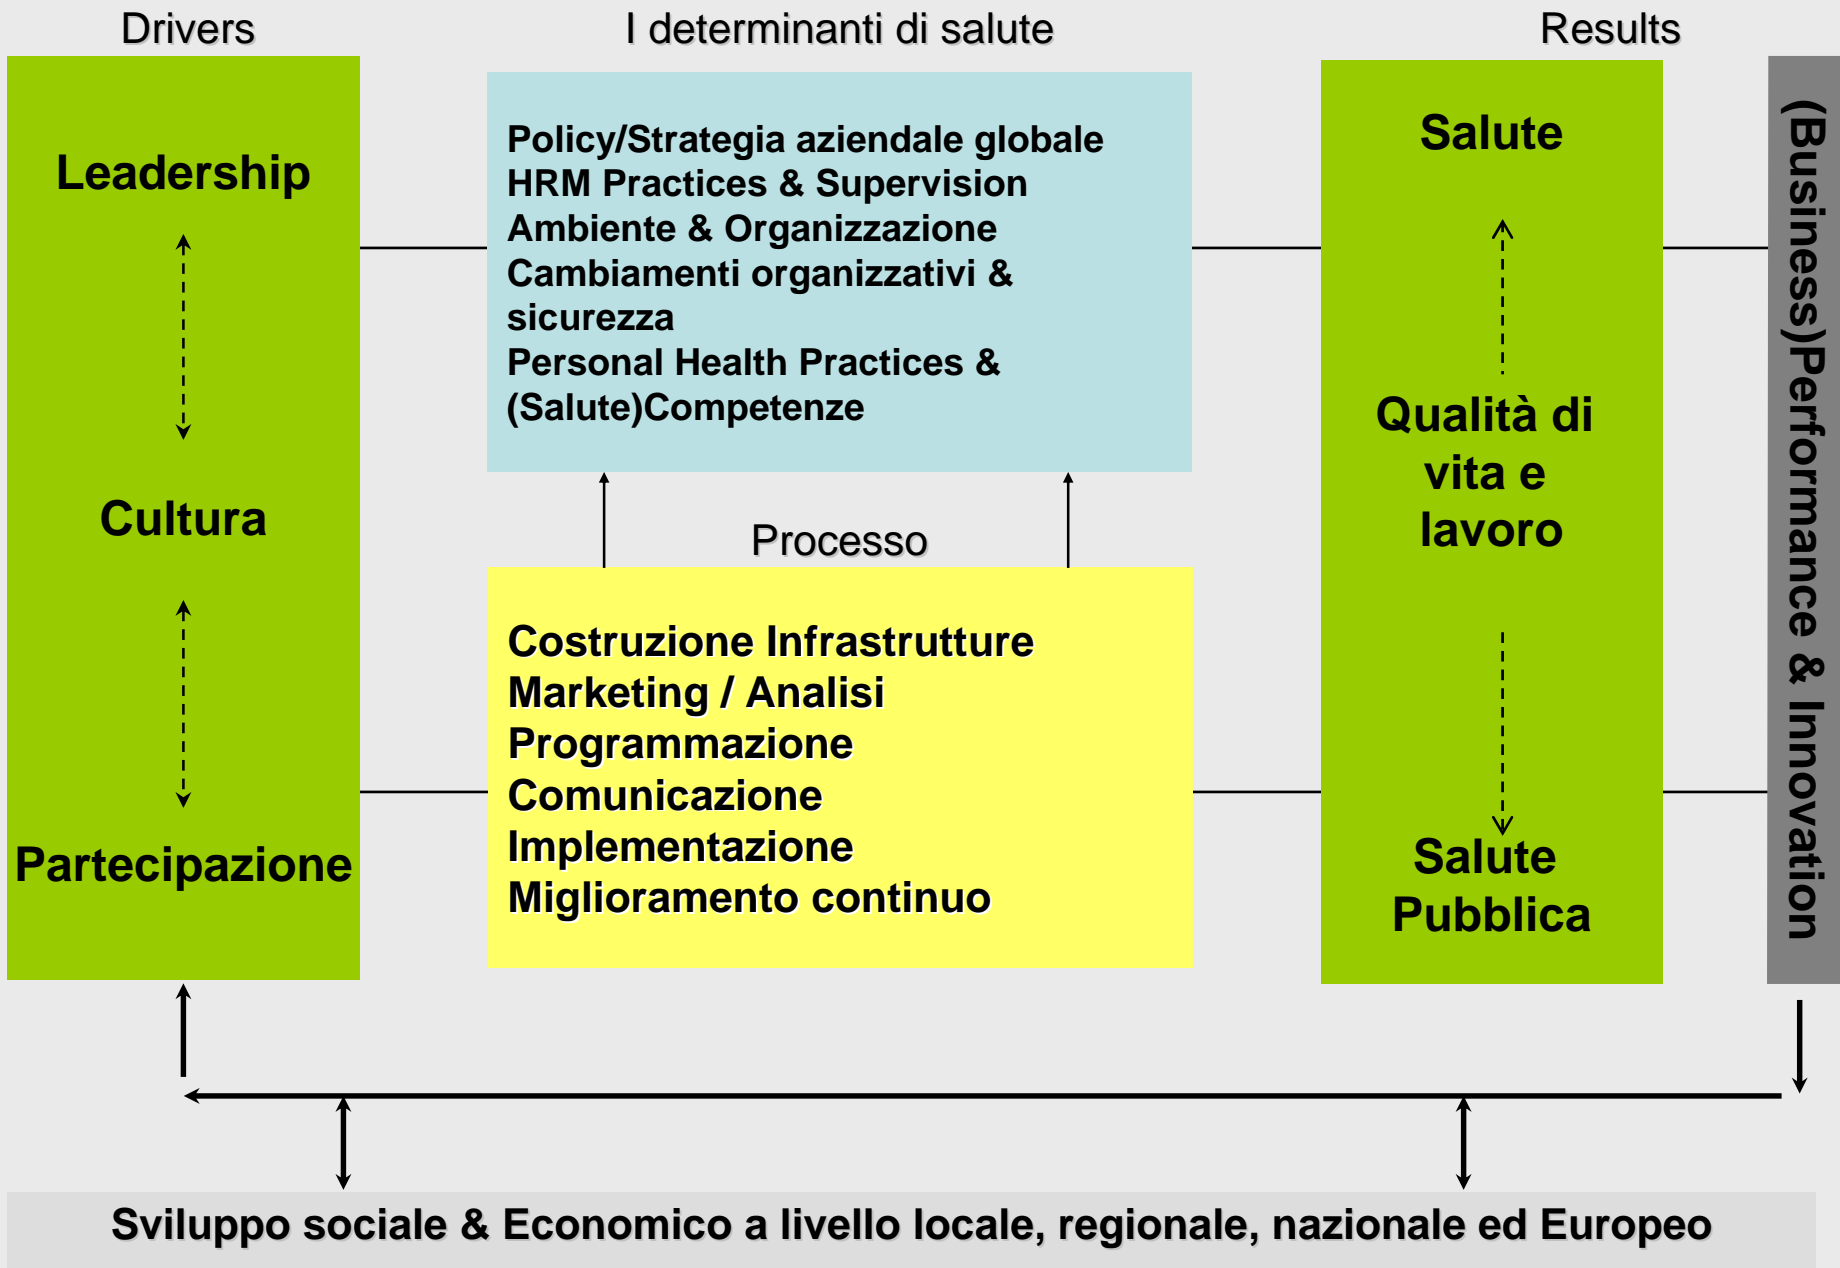 Drivers
I determinanti di salute
Results
Leadership
Cultura
Partecipazione
Policy/Strategia aziendale globale
HRM Practices & Supervision
Ambiente & Organizzazione
Cambiamenti organizzativi &
sicurezza
Personal Health Practices &
(Salute)Competenze
Processo
Costruzione Infrastrutture
Marketing / Analisi
Programmazione
Comunicazione
Implementazione
Miglioramento continuo
Salute
Qualità di
vita e
lavoro
Salute
Pubblica
(Business)Performance & Innovation
Sviluppo sociale & Economico a livello locale, regionale, nazionale ed Europeo